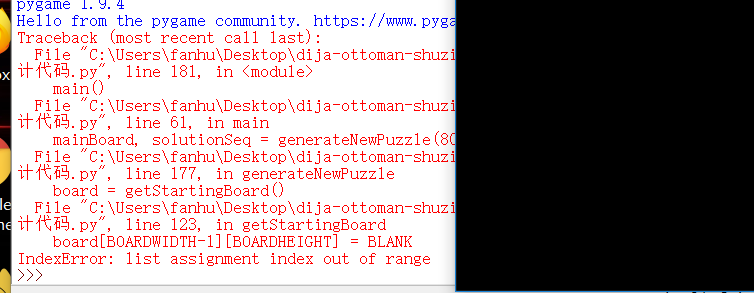 pygame 1.9.4
Hello from the pygame community. https://www.pyga
Traceback (most recent call last):
File "C:\Users\fanhu\Desktop\dija-ottoman-shuzi
计代码.py", line 181, in <module>
main()
File "C:\Users\fanhu\Desktop\dija-ottoman-shuzi
计代码.py", line 61, in main
mainBoard, solutionSeq = generateNewPuzzle(80
File "C:\Users\fanhu\Desktop\dija-ottoman-shuzi
计代码.py", line 177, in generateNewPuzzle
board = getStartingBoard()
File "C:\Users\fanhu\Desktop\dija-ottoman-shuzi
计代码.py", line 123, in getStartingBoard
board[BOARDWIDTH-1][BOARDHEIGHT] = BLANK
IndexError: list assignment index out of range
>>>